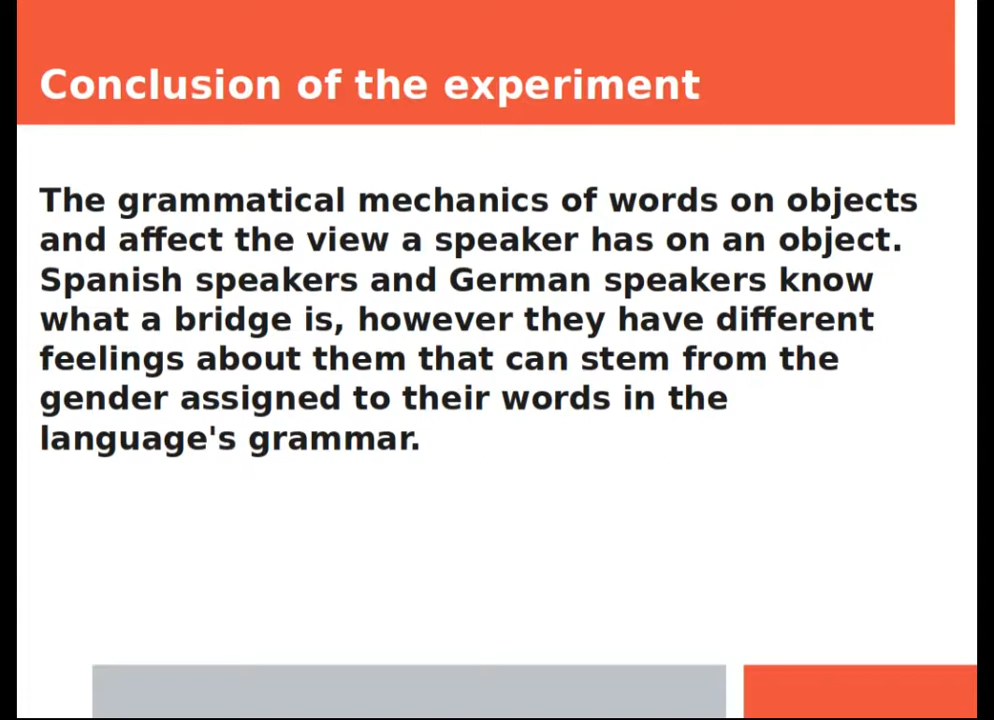 Conclusion of the experiment
The grammatical mechanics of words on objects
and affect the view a speaker has on an object.
Spanish speakers and German speakers know
what a bridge is, however they have different
feelings about them that can stem from the
gender assigned to their words in the
language's grammar.